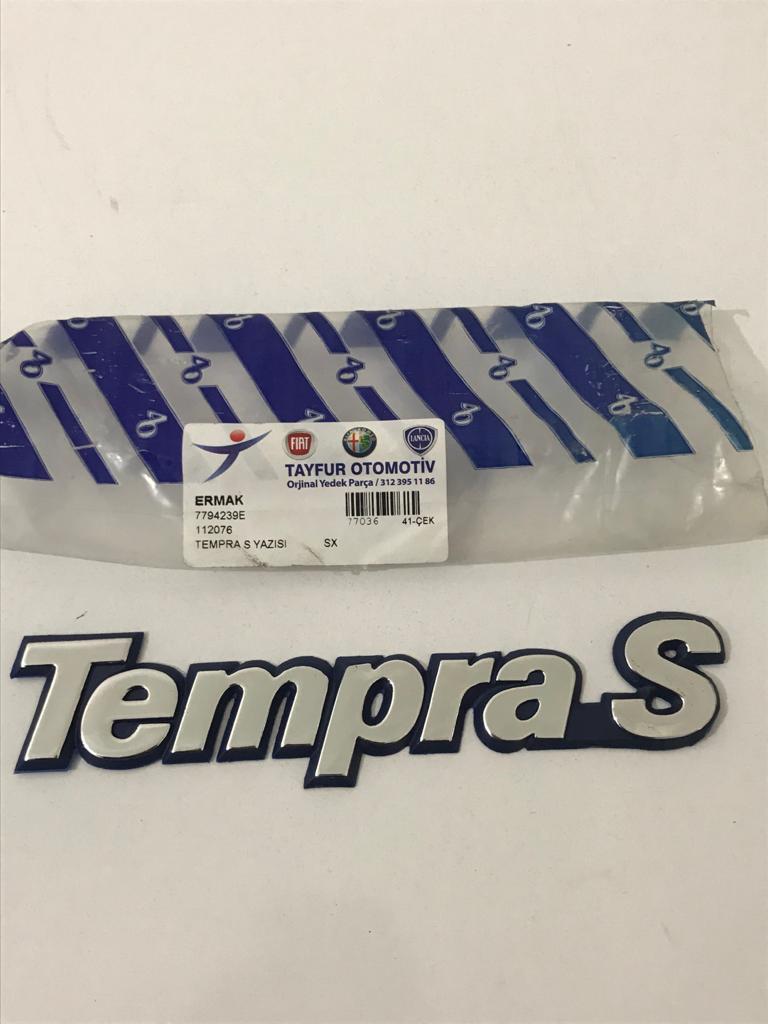 FIAT
LANCIA
TAYFUR OTOMOTİV
Orjinal Yedek Parça / 312 395 11 86
ERMAK
7794239E
77036 41-ÇEK
112076
TEMPRA S YAZISI SX
Tempra S